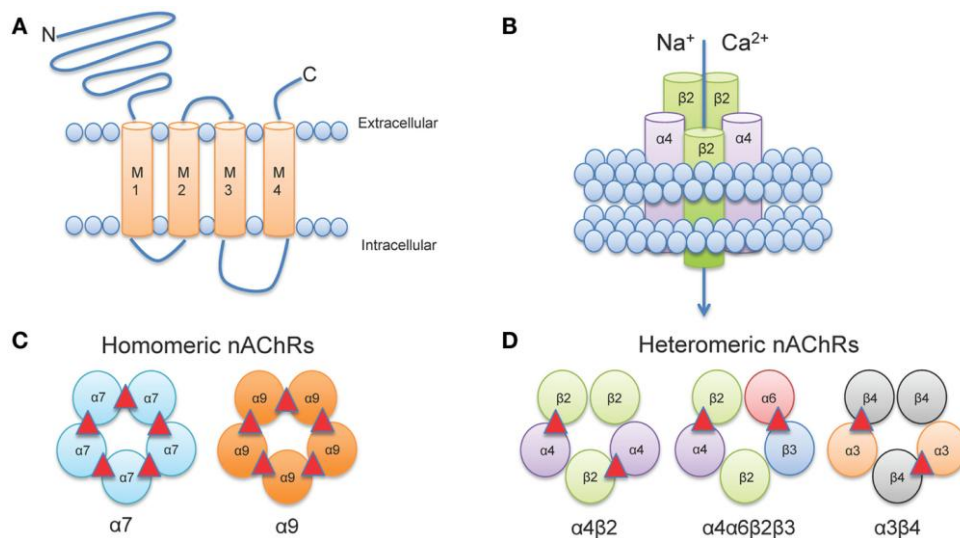 A
N
C
Extracellular
M
1
M
2
M
3
M
4
Intracellular
B
Na⁺ Ca²⁺
β2 β2
α4 α4
β2
C
Homomeric nAChRs
α7 α7
α7 α7
α7
α7
α9 α9
α9 α9
α9
α9
D
Heteromeric nAChRs
β2 β2
α4 α4
β2
α4β2
β2 α6
α4 β3
β2
α4α6β2β3
β4 β4
α3 α3
β4
α3β4